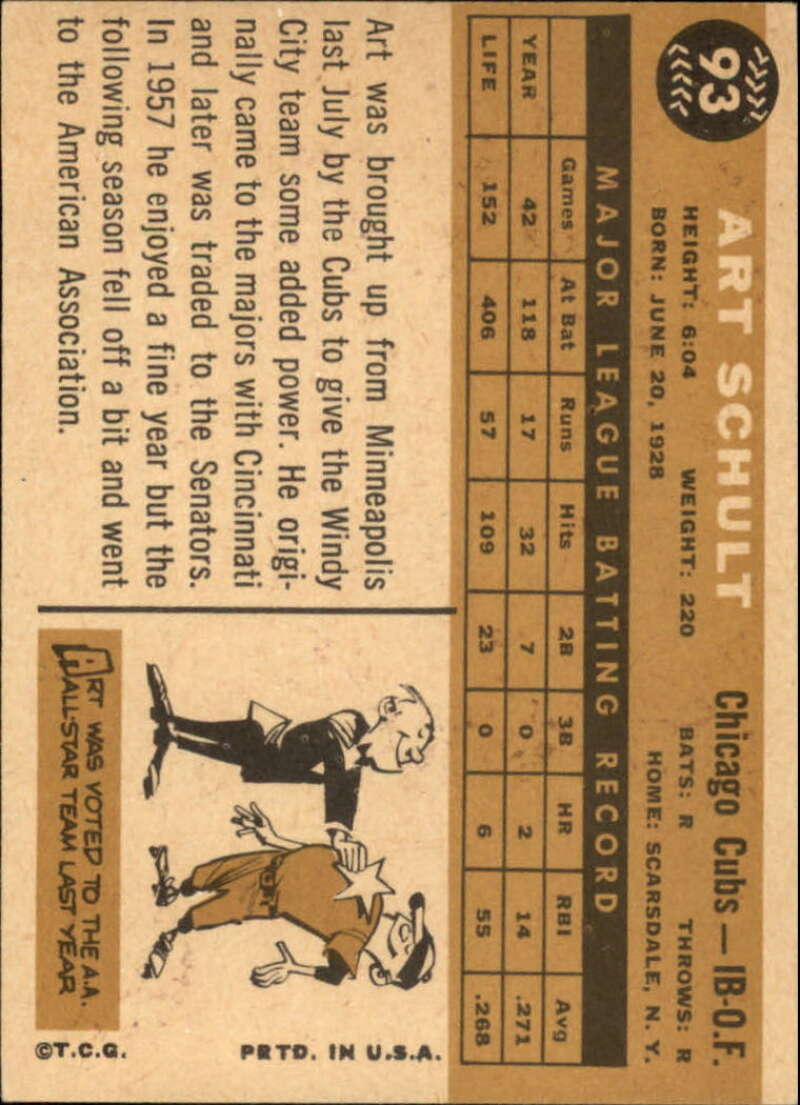 93
ART SCHULT Chicago Cubs—IB-O.F.
HEIGHT: 6:04 WEIGHT: 220 BATS: R THROWS: R
BORN: JUNE 20, 1928 HOME: SCARSDALE, N. Y.
MAJOR LEAGUE BATTING RECORD
Games At Bat Runs Hits 2B 3B HR RBI Avg
YEAR 42 118 17 32 7 0 2 14 .271
LIFE 152 406 57 109 23 0 6 55 .268
Art was brought up from Minneapolis
last July by the Cubs to give the Windy
City team some added power. He origi-
nally came to the majors with Cincinnati
and later was traded to the Senators.
In 1957 he enjoyed a fine year but the
following season fell off a bit and went
to the American Association.
ART WAS VOTED TO THE A.A.
ALL-STAR TEAM LAST YEAR
©T.C.G. PRTD. IN U.S.A.